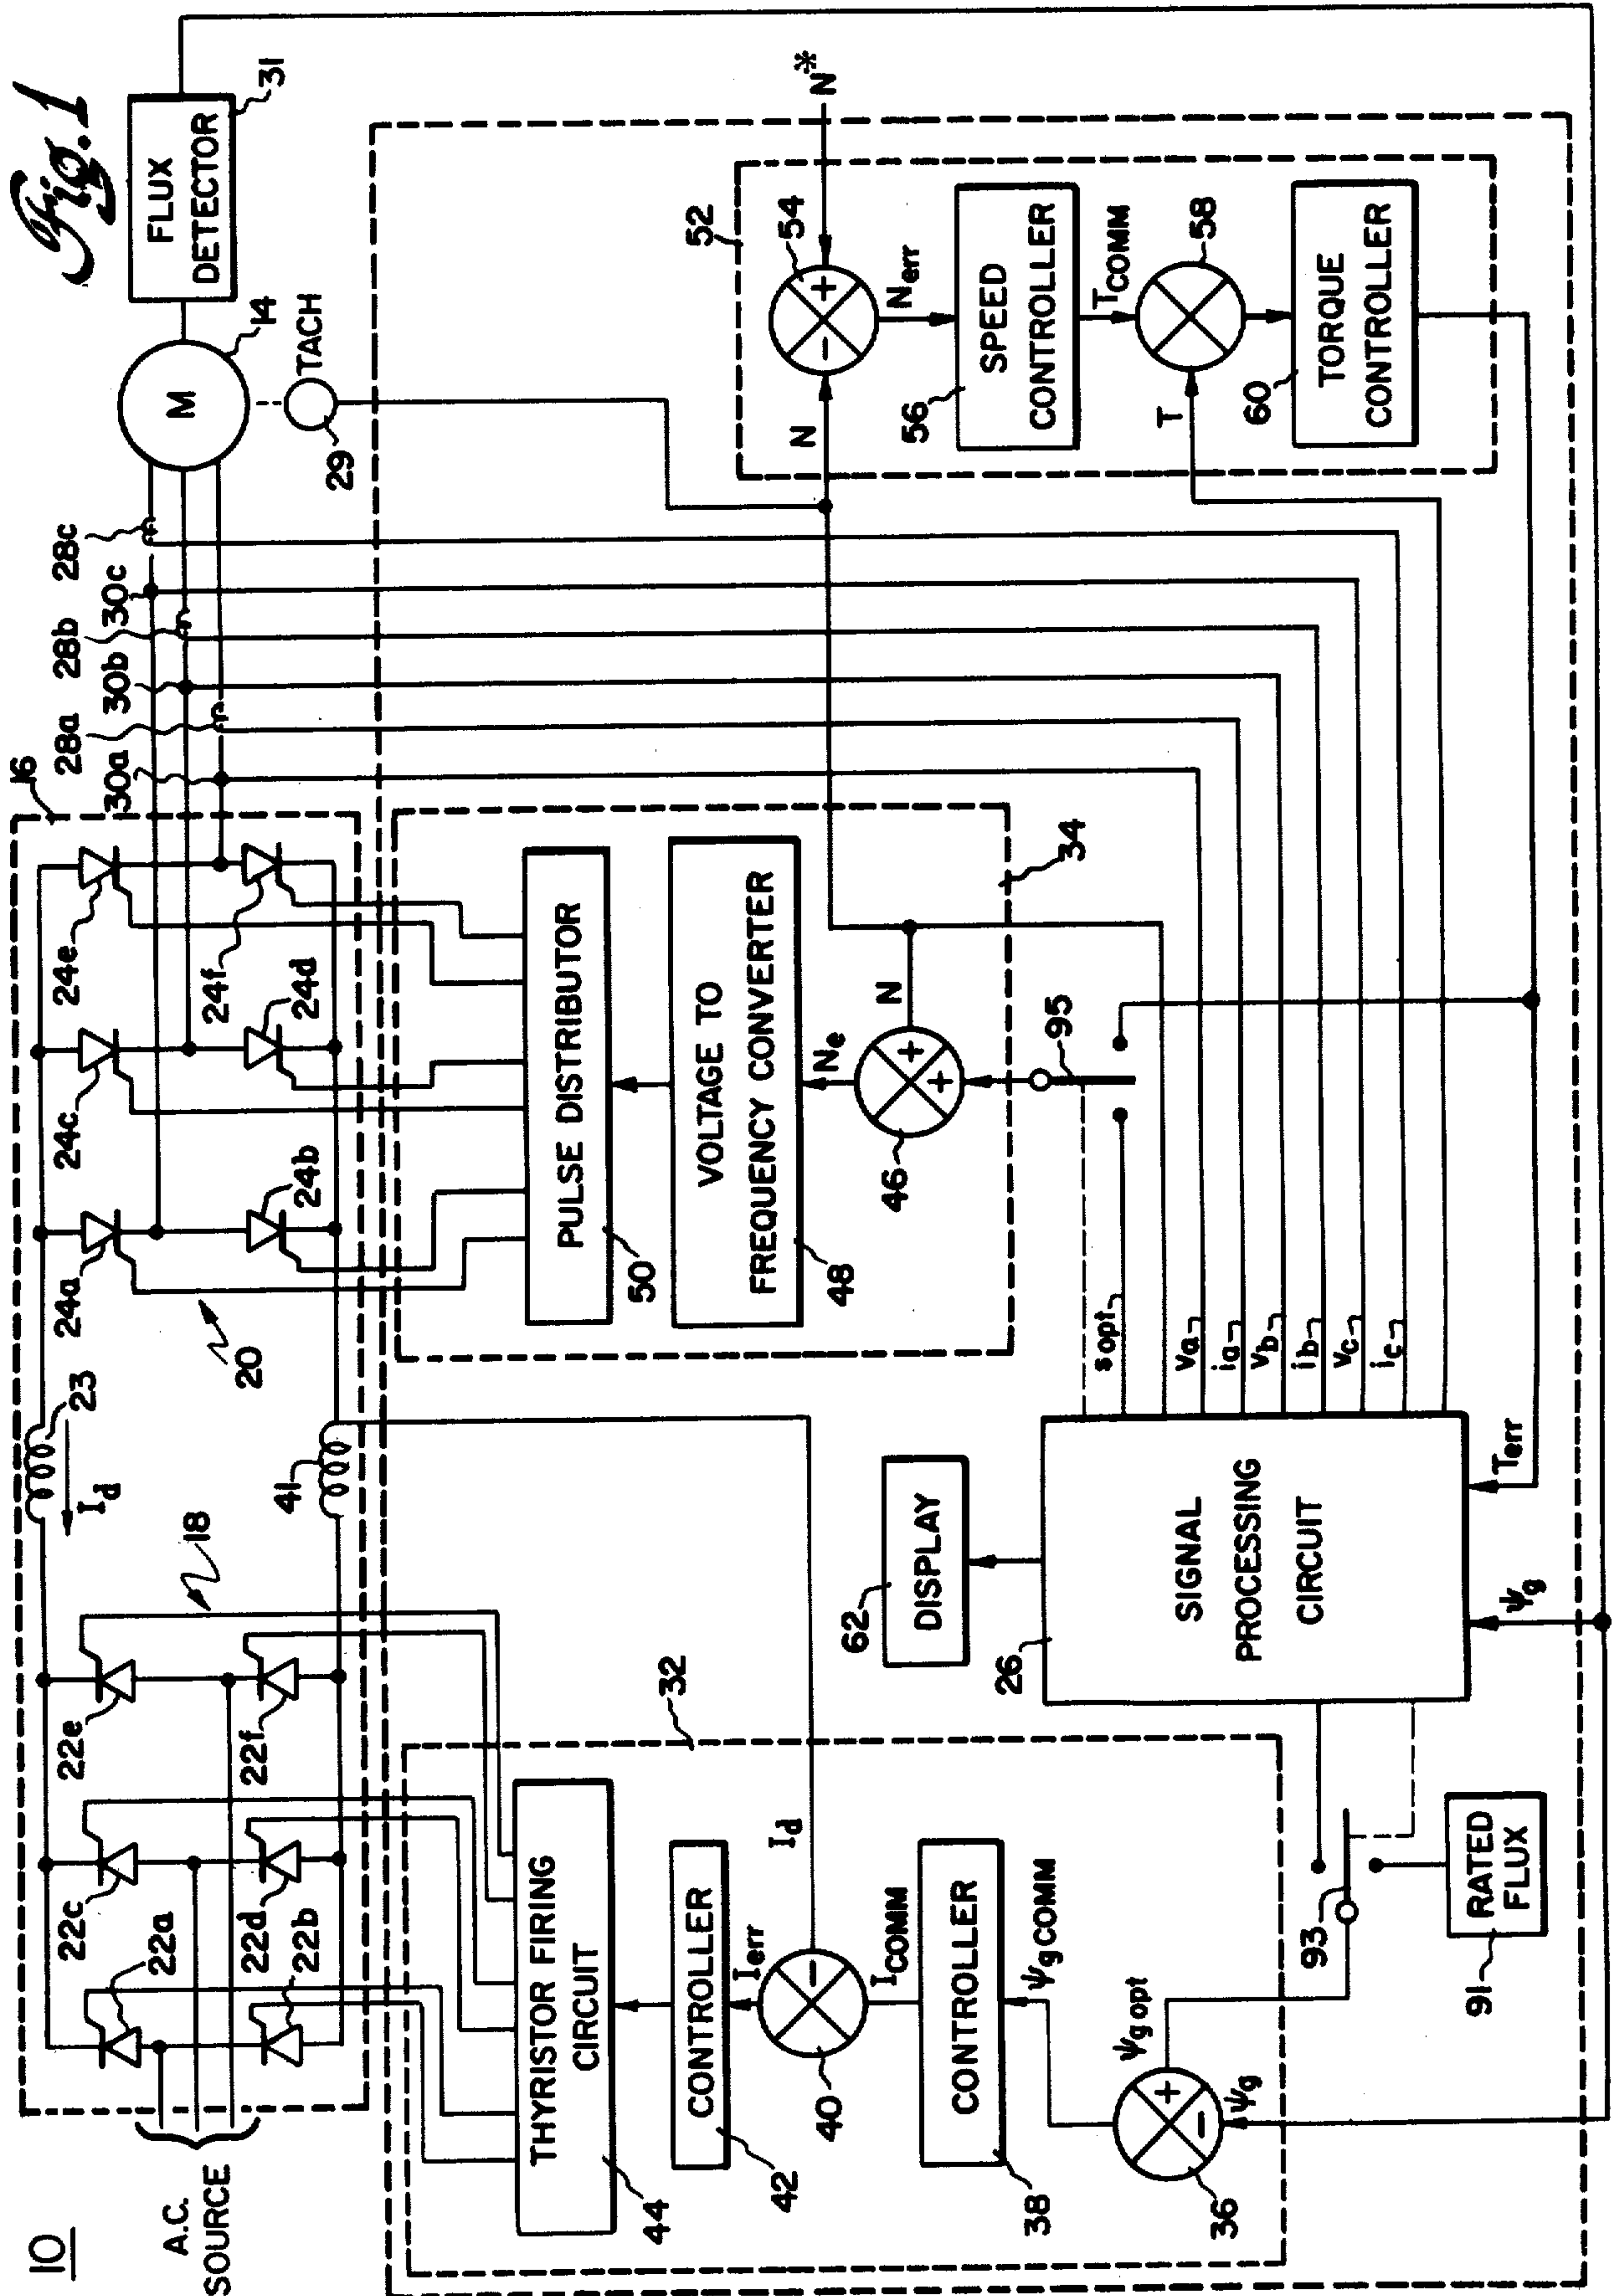 Fig. 1
10
A.C.
SOURCE
16
18
20
22a
22b
22c
22d
22e
22f
23
I_d
41
24a
24b
24c
24d
24e
24f
30a
28a
30b
28b
30c
28c
M
14
TACH
29
FLUX
DETECTOR
31
32
THYRISTOR FIRING
CIRCUIT
44
CONTROLLER
42
I_err
40
−
I_d
I_COMM
CONTROLLER
38
ψ_g COMM
36
+
−
ψ_g opt
ψ_g
93
91
RATED
FLUX
34
PULSE DISTRIBUTOR
50
VOLTAGE TO
FREQUENCY CONVERTER
48
N_e
46
+
+
N
95
s_opt
v_a
i_a
v_b
i_b
v_c
i_c
62
DISPLAY
26
SIGNAL
PROCESSING
CIRCUIT
T_err
ψ_g
52
N
−
+
54
N*
N_err
56
SPEED
CONTROLLER
T_COMM
T
58
60
TORQUE
CONTROLLER